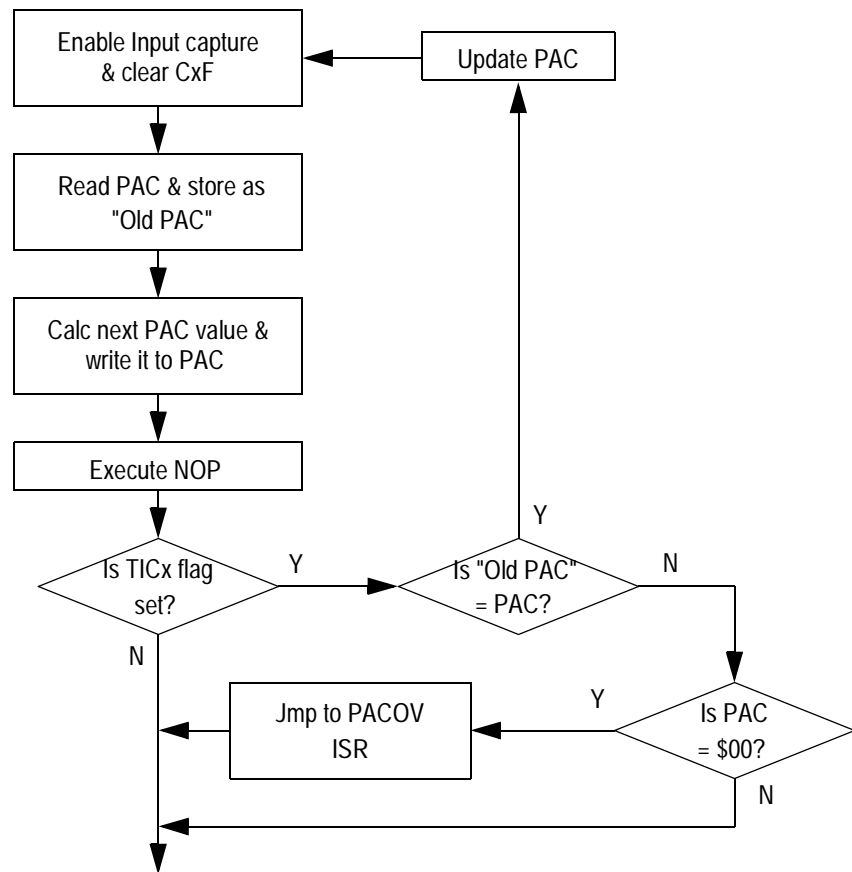 Enable Input capture
& clear CxF
Update PAC
Read PAC & store as
"Old PAC"
Calc next PAC value &
write it to PAC
Execute NOP
Is TICx flag
set?
Y
N
Is "Old PAC"
= PAC?
Y
N
Is PAC
= $00?
Y
N
Jmp to PACOV
ISR